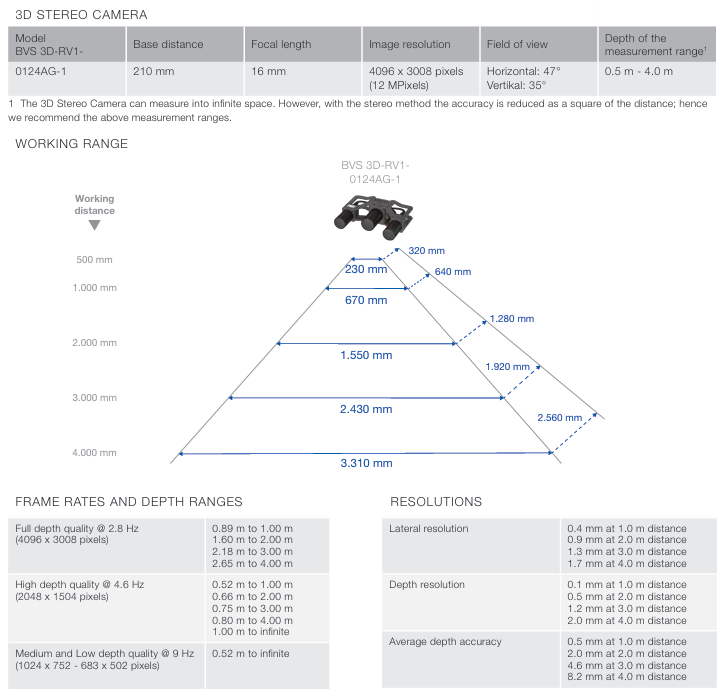 3D STEREO CAMERA
Model
BVS 3D-RV1-
Base distance
Focal length
Image resolution
Field of view
Depth of the
measurement range¹
0124AG-1
210 mm
16 mm
4096 x 3008 pixels
(12 MPixels)
Horizontal: 47°
Vertikal: 35°
0.5 m - 4.0 m
1 The 3D Stereo Camera can measure into infinite space. However, with the stereo method the accuracy is reduced as a square of the distance; hence
we recommend the above measurement ranges.
WORKING RANGE
BVS 3D-RV1-
0124AG-1
Working
distance
500 mm
230 mm
320 mm
1.000 mm
670 mm
640 mm
2.000 mm
1.550 mm
1.280 mm
3.000 mm
2.430 mm
1.920 mm
4.000 mm
3.310 mm
2.560 mm
FRAME RATES AND DEPTH RANGES
Full depth quality @ 2.8 Hz
(4096 x 3008 pixels)
0.89 m to 1.00 m
1.60 m to 2.00 m
2.18 m to 3.00 m
2.65 m to 4.00 m
High depth quality @ 4.6 Hz
(2048 x 1504 pixels)
0.52 m to 1.00 m
0.66 m to 2.00 m
0.75 m to 3.00 m
0.80 m to 4.00 m
1.00 m to infinite
Medium and Low depth quality @ 9 Hz
(1024 x 752 - 683 x 502 pixels)
0.52 m to infinite
RESOLUTIONS
Lateral resolution
0.4 mm at 1.0 m distance
0.9 mm at 2.0 m distance
1.3 mm at 3.0 m distance
1.7 mm at 4.0 m distance
Depth resolution
0.1 mm at 1.0 m distance
0.5 mm at 2.0 m distance
1.2 mm at 3.0 m distance
2.0 mm at 4.0 m distance
Average depth accuracy
0.5 mm at 1.0 m distance
2.0 mm at 2.0 m distance
4.6 mm at 3.0 m distance
8.2 mm at 4.0 m distance